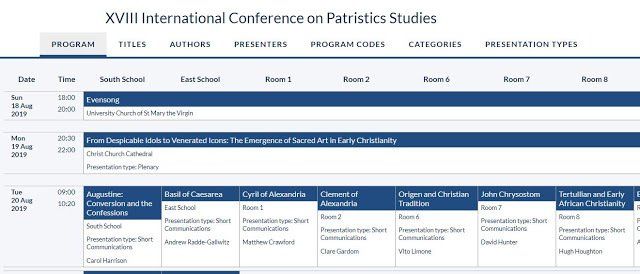 XVIII International Conference on Patristics Studies
PROGRAM TITLES AUTHORS PRESENTERS PROGRAM CODES CATEGORIES PRESENTATION TYPES
Date Time South School East School Room 1 Room 2 Room 6 Room 7 Room 8
Sun
18 Aug
2019
18:00
20:00
Evensong
University Church of St Mary the Virgin
Mon
19 Aug
2019
20:30
22:00
From Despicable Idols to Venerated Icons: The Emergence of Sacred Art in Early Christianity
Christ Church Cathedral
Presentation type: Plenary
Tue
20 Aug
2019
09:00
10:20
Augustine:
Conversion and the
Confessions
South School
Presentation type: Short
Communications
Carol Harrison
Basil of Caesarea
East School
Presentation type: Short
Communications
Andrew Radde-Gallwitz
Cyril of Alexandria
Room 1
Presentation type: Short
Communications
Matthew Crawford
Clement of
Alexandria
Room 2
Presentation type: Short
Communications
Clare Gardom
Origen and Christian
Tradition
Room 6
Presentation type: Short
Communications
Vito Limone
John Chrysostom
Room 7
Presentation type: Short
Communications
David Hunter
Tertullian and Early
African Christianity
Room 8
Presentation type: Short
Communications
Hugh Houghton